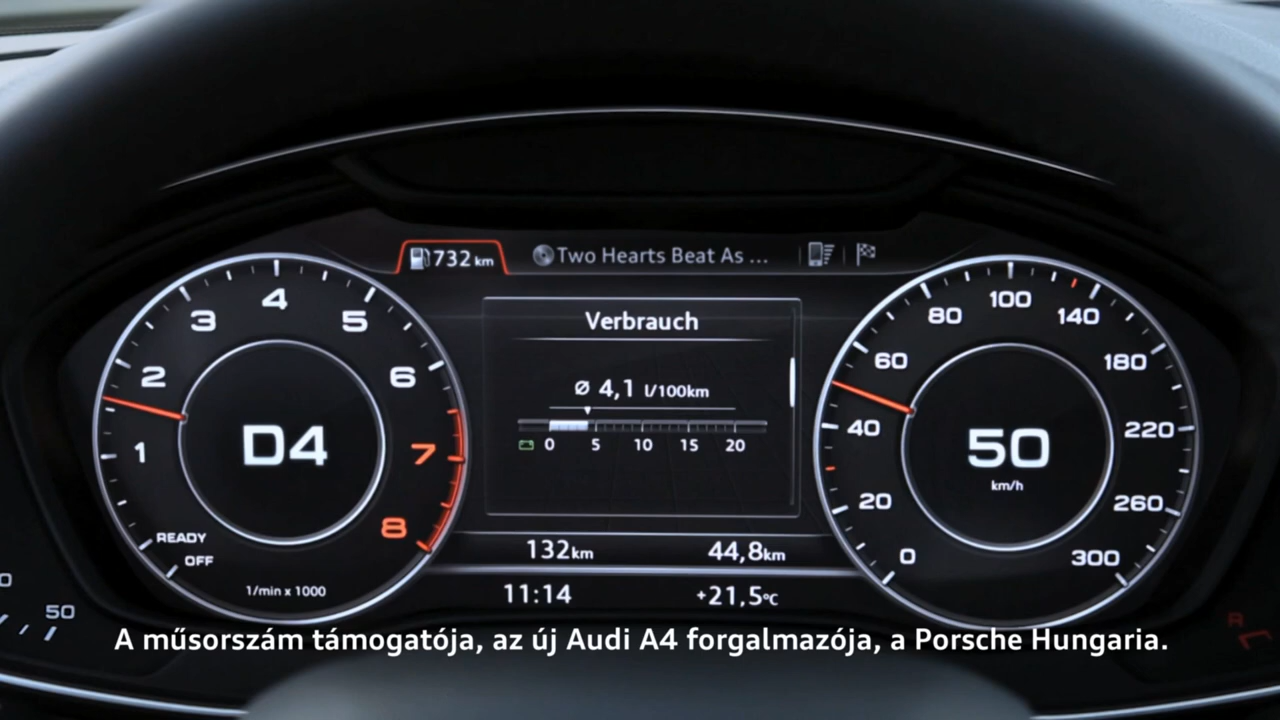 732 km
Two Hearts Beat As ...
1
2
3
4
5
6
7
8
READY
OFF
D4
1/min x 1000
Verbrauch
Ø 4,1 l/100km
0 5 10 15 20
132km 44,8km
11:14 +21,5°C
0
20
40
60
80
100
140
180
220
260
300
50
km/h
50
A műsorszám támogatója, az új Audi A4 forgalmazója, a Porsche Hungaria.